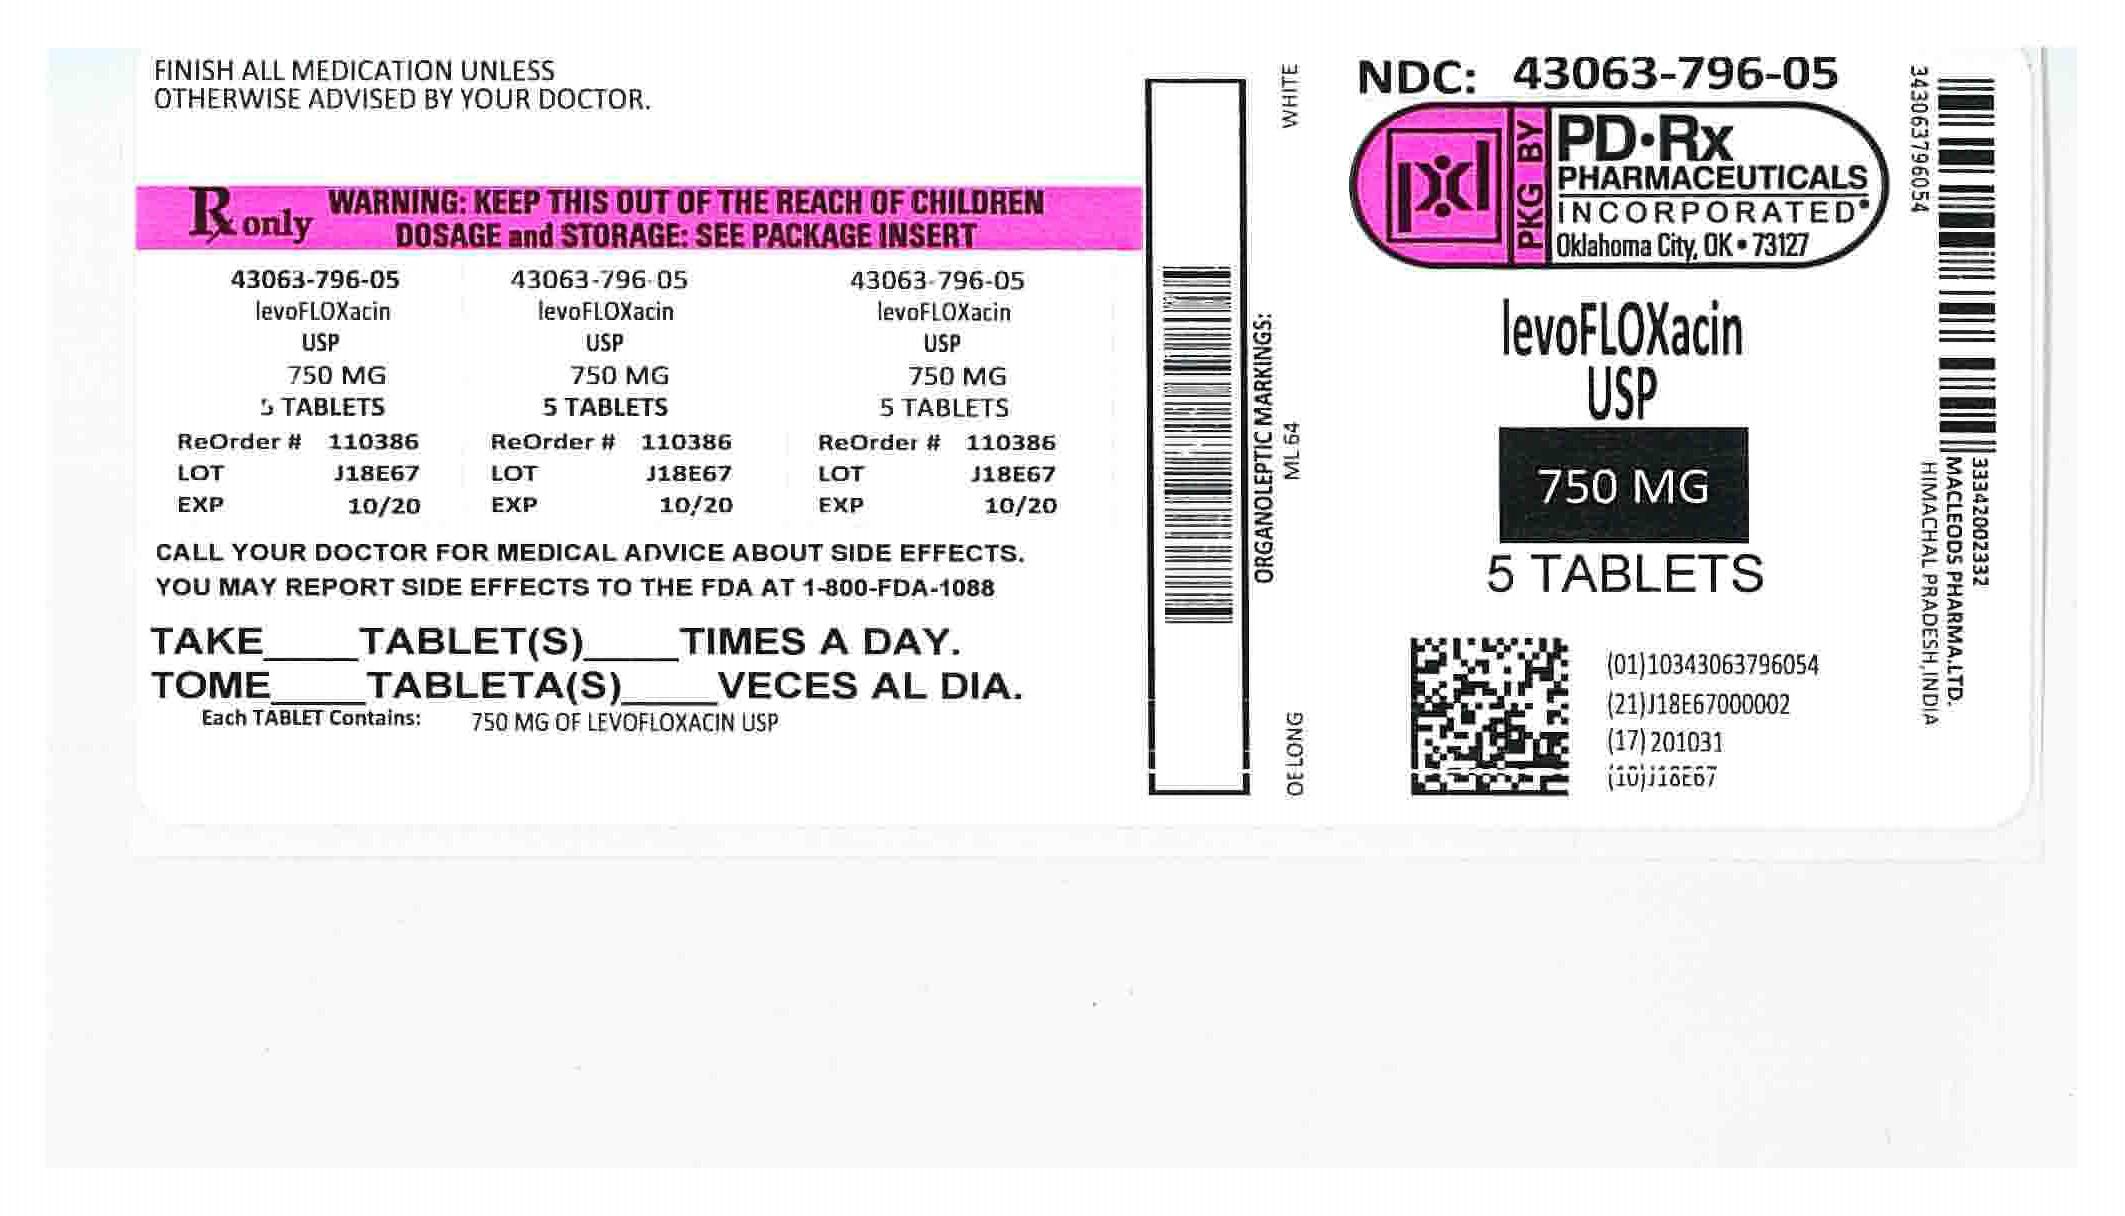 FINISH ALL MEDICATION UNLESS
OTHERWISE ADVISED BY YOUR DOCTOR.
Rx only
WARNING: KEEP THIS OUT OF THE REACH OF CHILDREN
DOSAGE and STORAGE: SEE PACKAGE INSERT
43063-796-05 43063-796-05 43063-796-05
levoFLOXacin levoFLOXacin levoFLOXacin
USP USP USP
750 MG 750 MG 750 MG
5 TABLETS 5 TABLETS 5 TABLETS
ReOrder # 110386 ReOrder # 110386 ReOrder # 110386
LOT J18E67 LOT J18E67 LOT J18E67
EXP 10/20 EXP 10/20 EXP 10/20
CALL YOUR DOCTOR FOR MEDICAL ADVICE ABOUT SIDE EFFECTS.
YOU MAY REPORT SIDE EFFECTS TO THE FDA AT 1-800-FDA-1088
TAKE____TABLET(S)____TIMES A DAY.
TOME____TABLETA(S)____VECES AL DIA.
Each TABLET Contains: 750 MG OF LEVOFLOXACIN USP
ORGANOLEPTIC MARKINGS:
OBLONG ML 64 WHITE
NDC: 43063-796-05
PKG BY
PD•Rx
PHARMACEUTICALS
INCORPORATED®
Oklahoma City, OK • 73127
levoFLOXacin
USP
750 MG
5 TABLETS
(01)10343063796054
(21)J18E67000002
(17)201031
(10)J18E67
343063796054
33342002332
MACLEODS PHARMA.LTD.
HIMACHAL PRADESH,INDIA